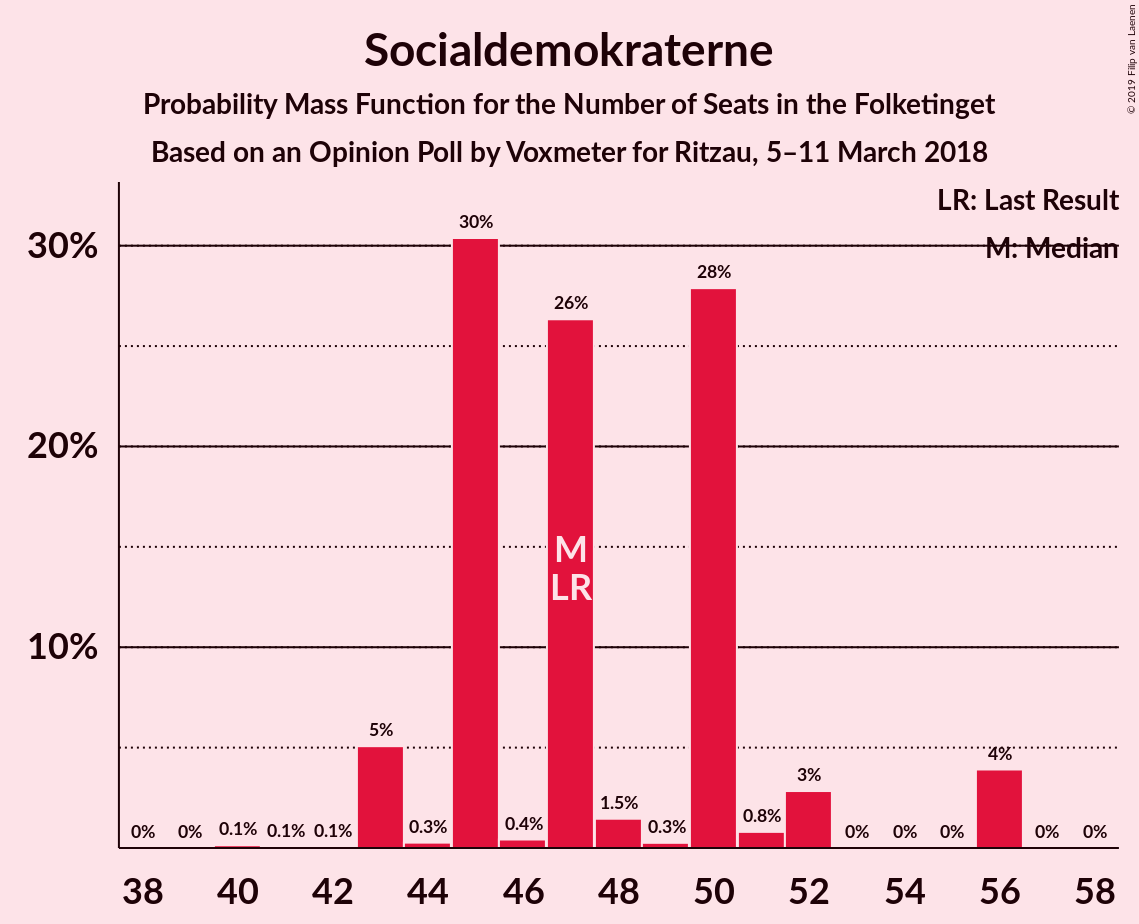 Socialdemokraterne
Probability Mass Function for the Number of Seats in the Folketinget
Based on an Opinion Poll by Voxmeter for Ritzau, 5–11 March 2018
© 2019 Filip van Laenen
LR: Last Result
M: Median
30%
20%
10%
0%
0%
0.1%
0.1%
0.1%
5%
0.3%
30%
0.4%
26%
1.5%
0.3%
28%
0.8%
3%
0%
0%
0%
4%
0%
0%
M
LR
38 40 42 44 46 48 50 52 54 56 58